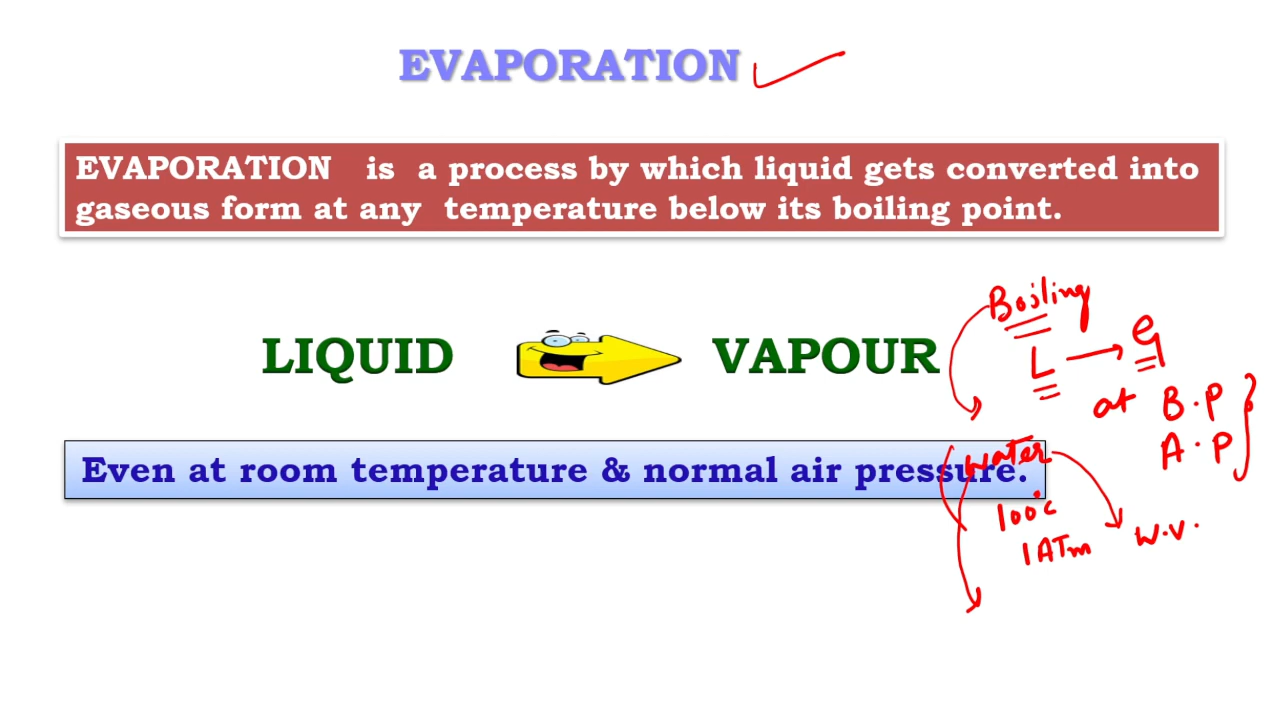 EVAPORATION
EVAPORATION is a process by which liquid gets converted into
gaseous form at any temperature below its boiling point.
Boiling
L → G
at B.P
A.P
LIQUID VAPOUR
Even at room temperature & normal air pressure.
water
100°c
1ATm
W.V.